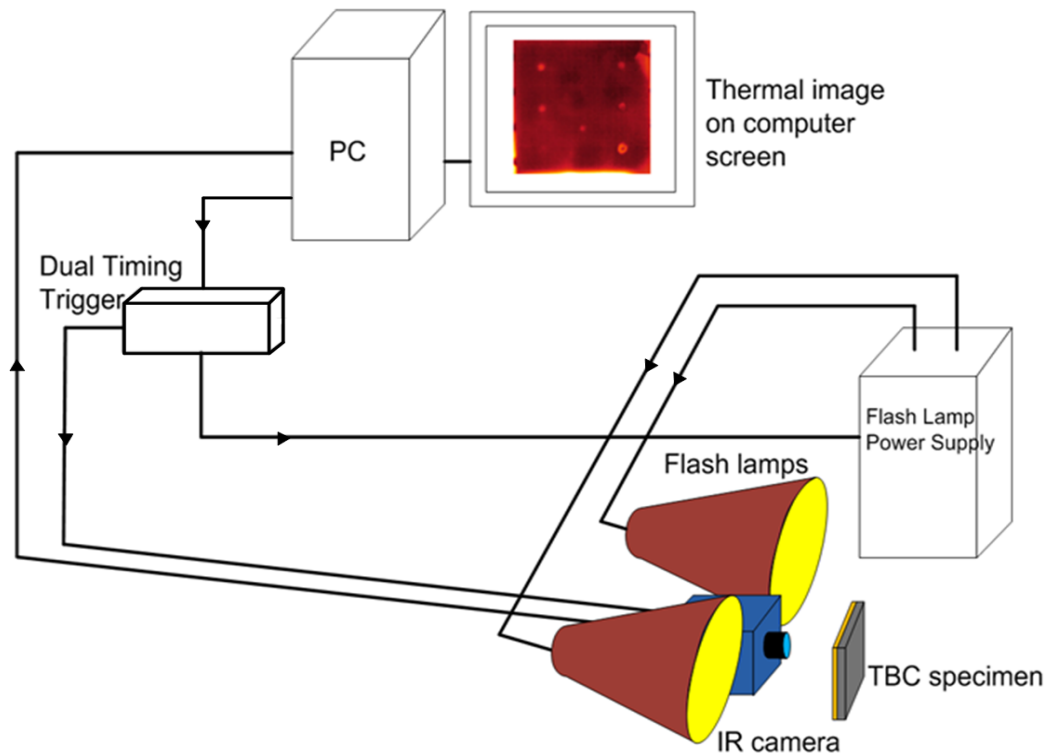 PC
Thermal image
on computer
screen
Dual Timing
Trigger
Flash Lamp
Power Supply
Flash lamps
TBC specimen
IR camera